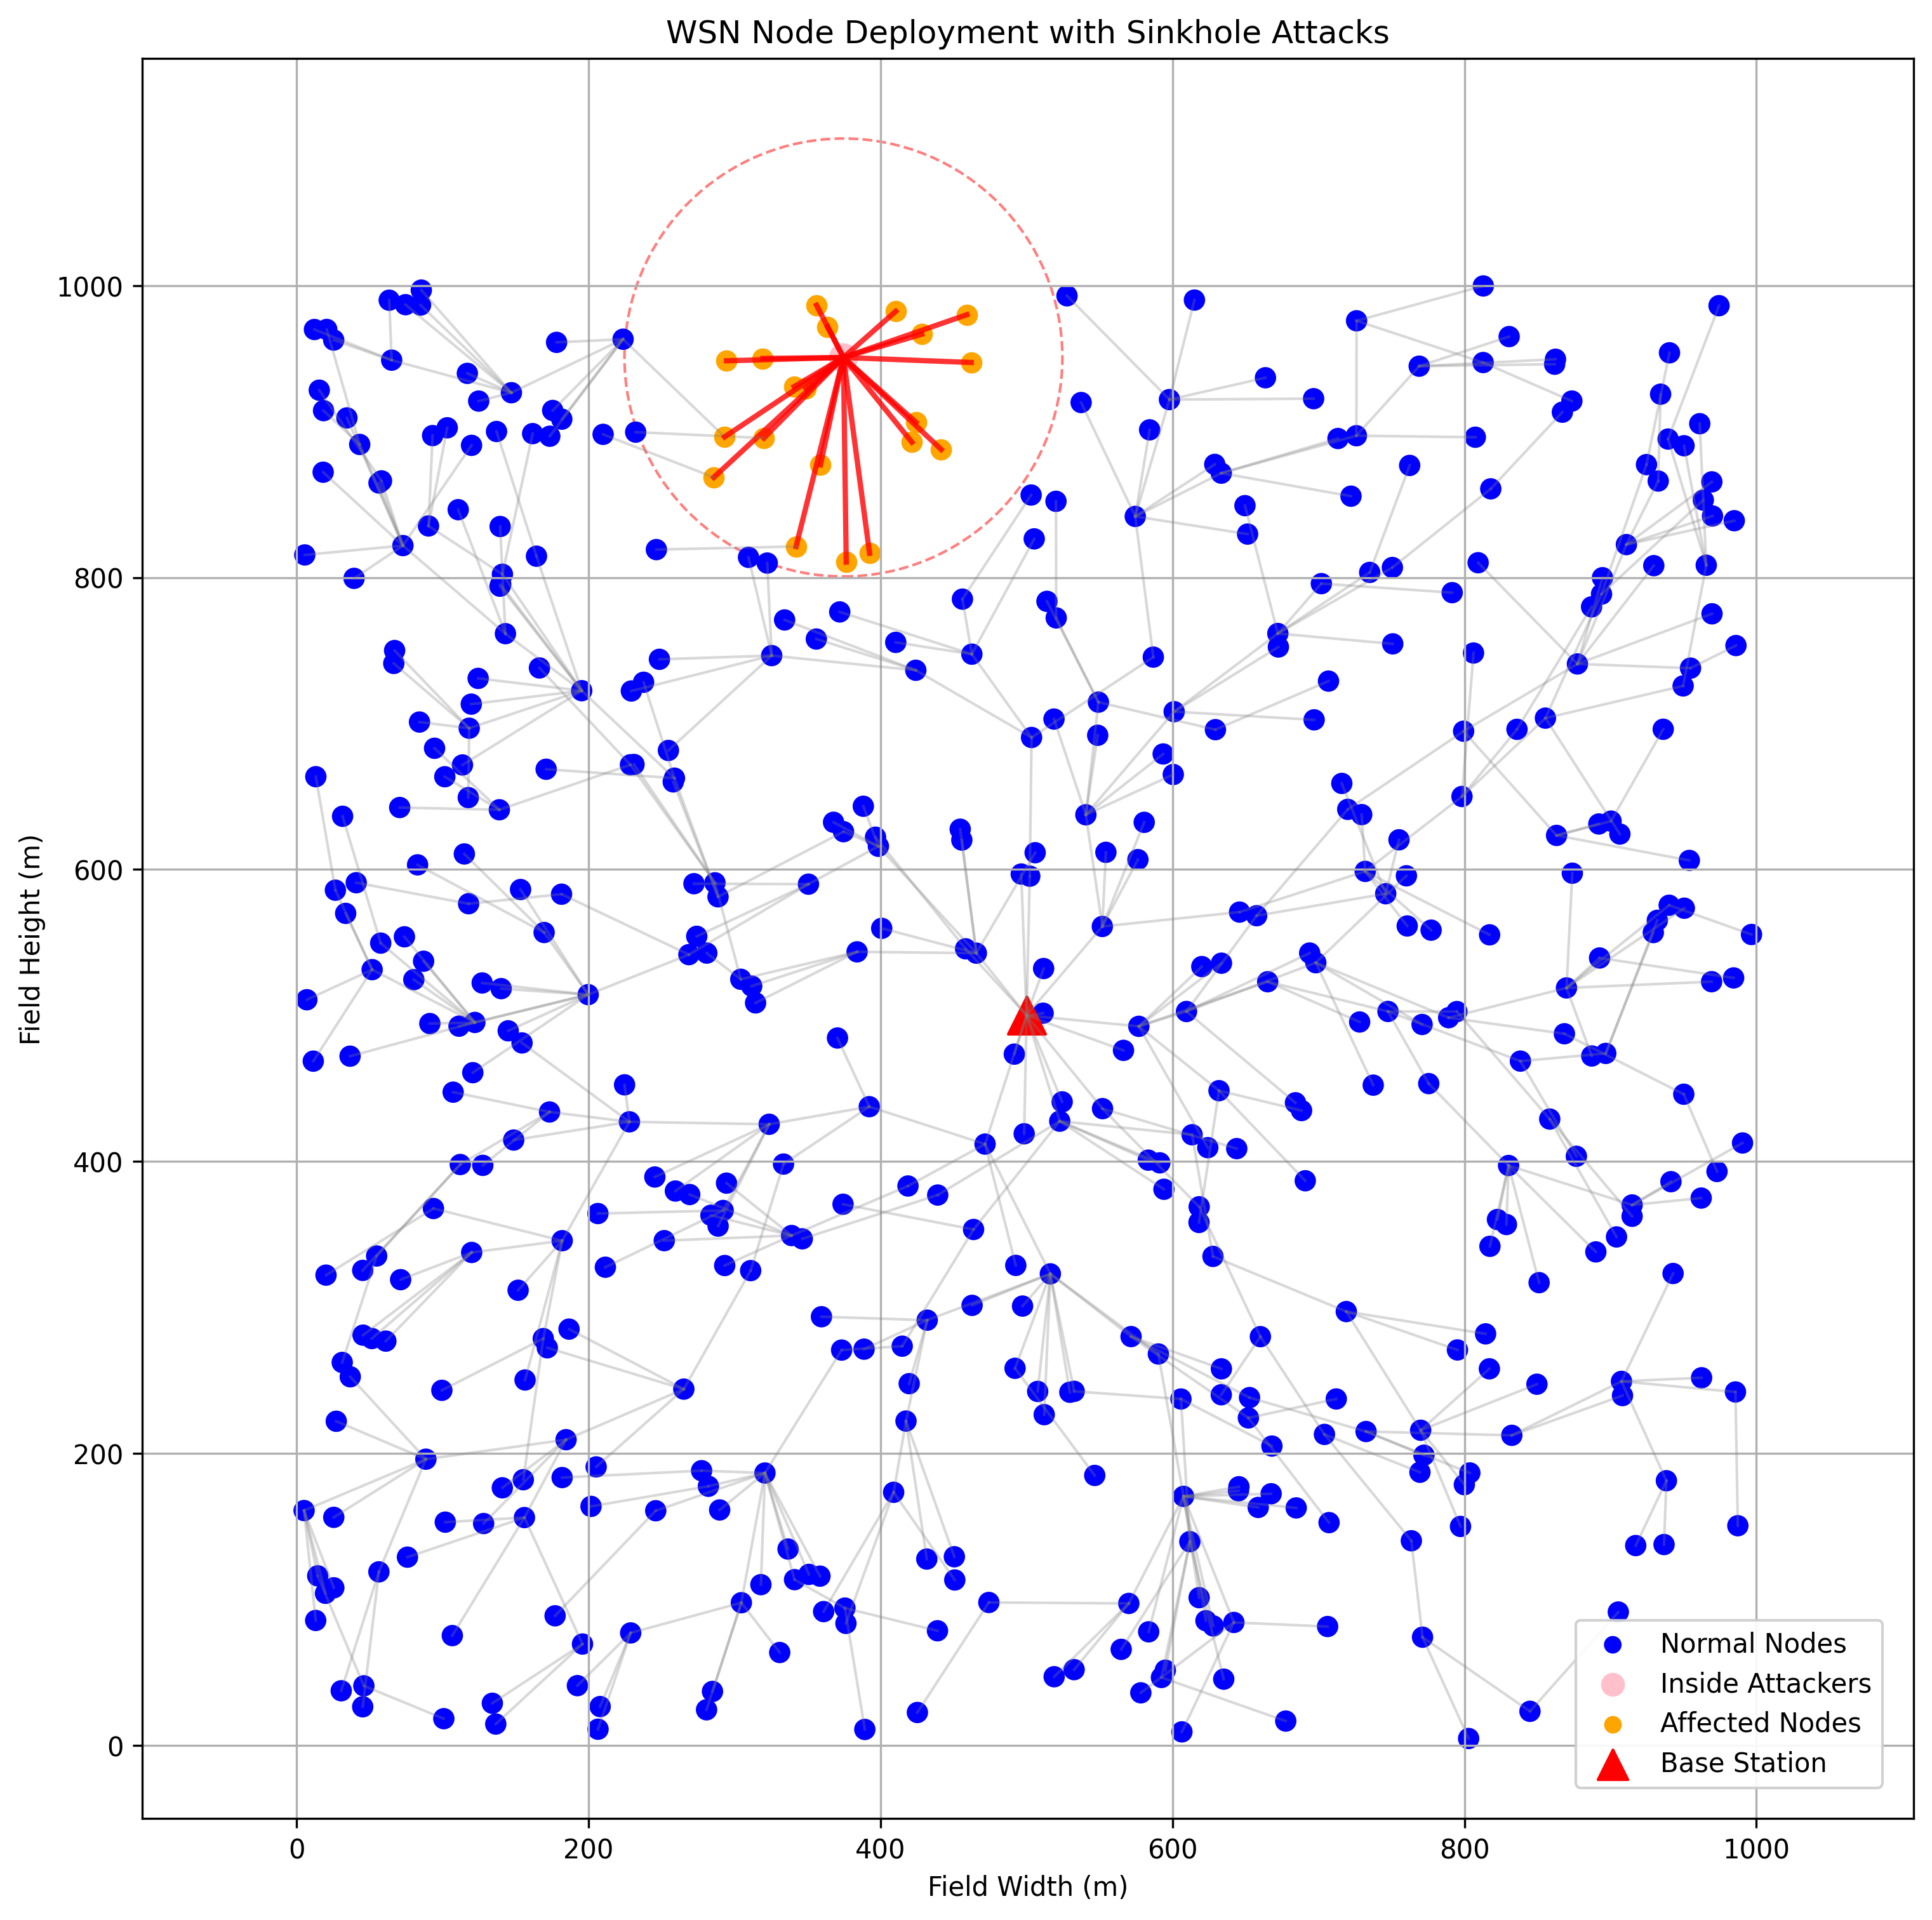 WSN Node Deployment with Sinkhole Attacks
Field Height (m)
1000
800
600
400
200
0
0 200 400 600 800 1000
Field Width (m)
Normal Nodes
Inside Attackers
Affected Nodes
Base Station